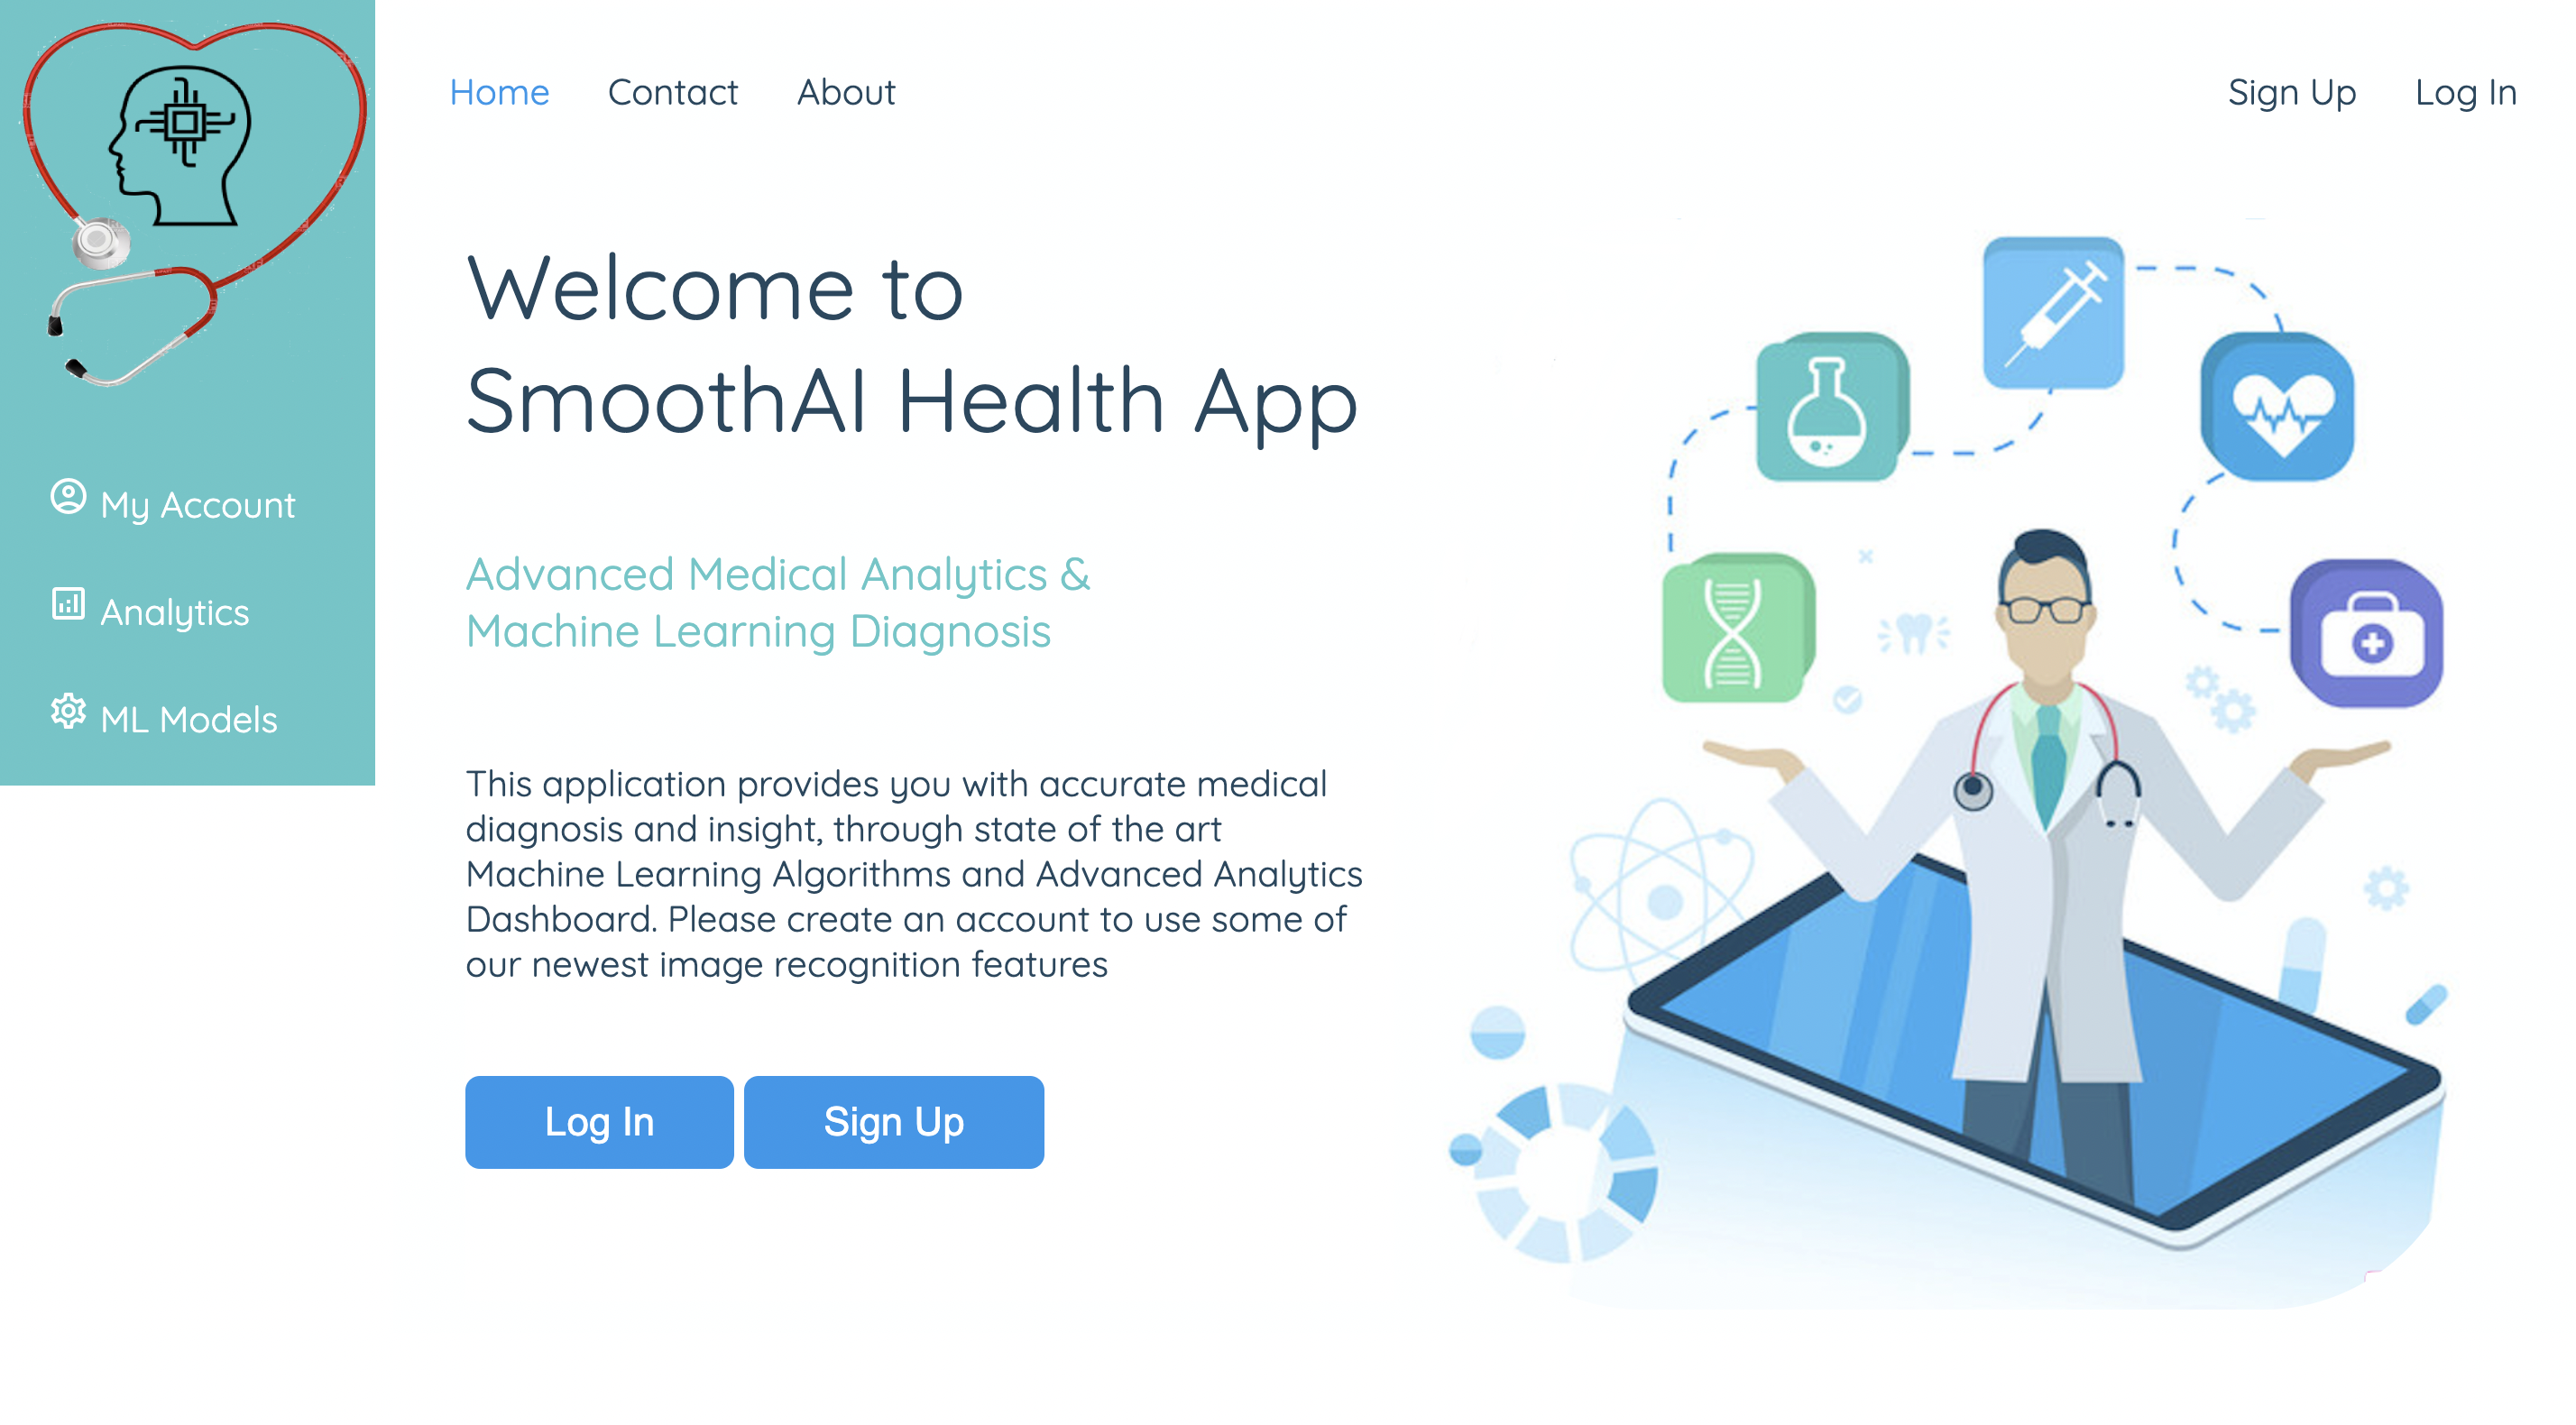 Home
Contact
About
Sign Up
Log In
My Account
Analytics
ML Models
Welcome to
SmoothAI Health App
Advanced Medical Analytics &
Machine Learning Diagnosis
This application provides you with accurate medical
diagnosis and insight, through state of the art
Machine Learning Algorithms and Advanced Analytics
Dashboard. Please create an account to use some of
our newest image recognition features
Log In
Sign Up